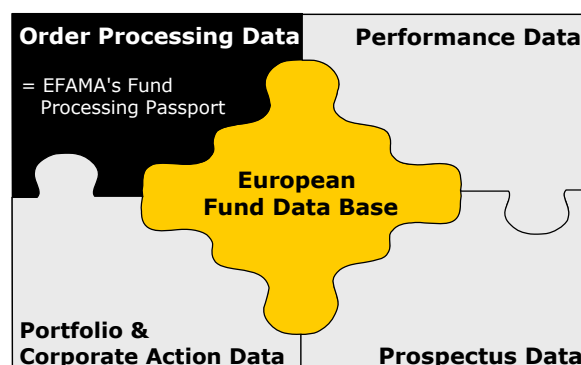 Order Processing Data
= EFAMA's Fund
Processing Passport
Performance Data
European
Fund Data Base
Portfolio &
Corporate Action Data
Prospectus Data